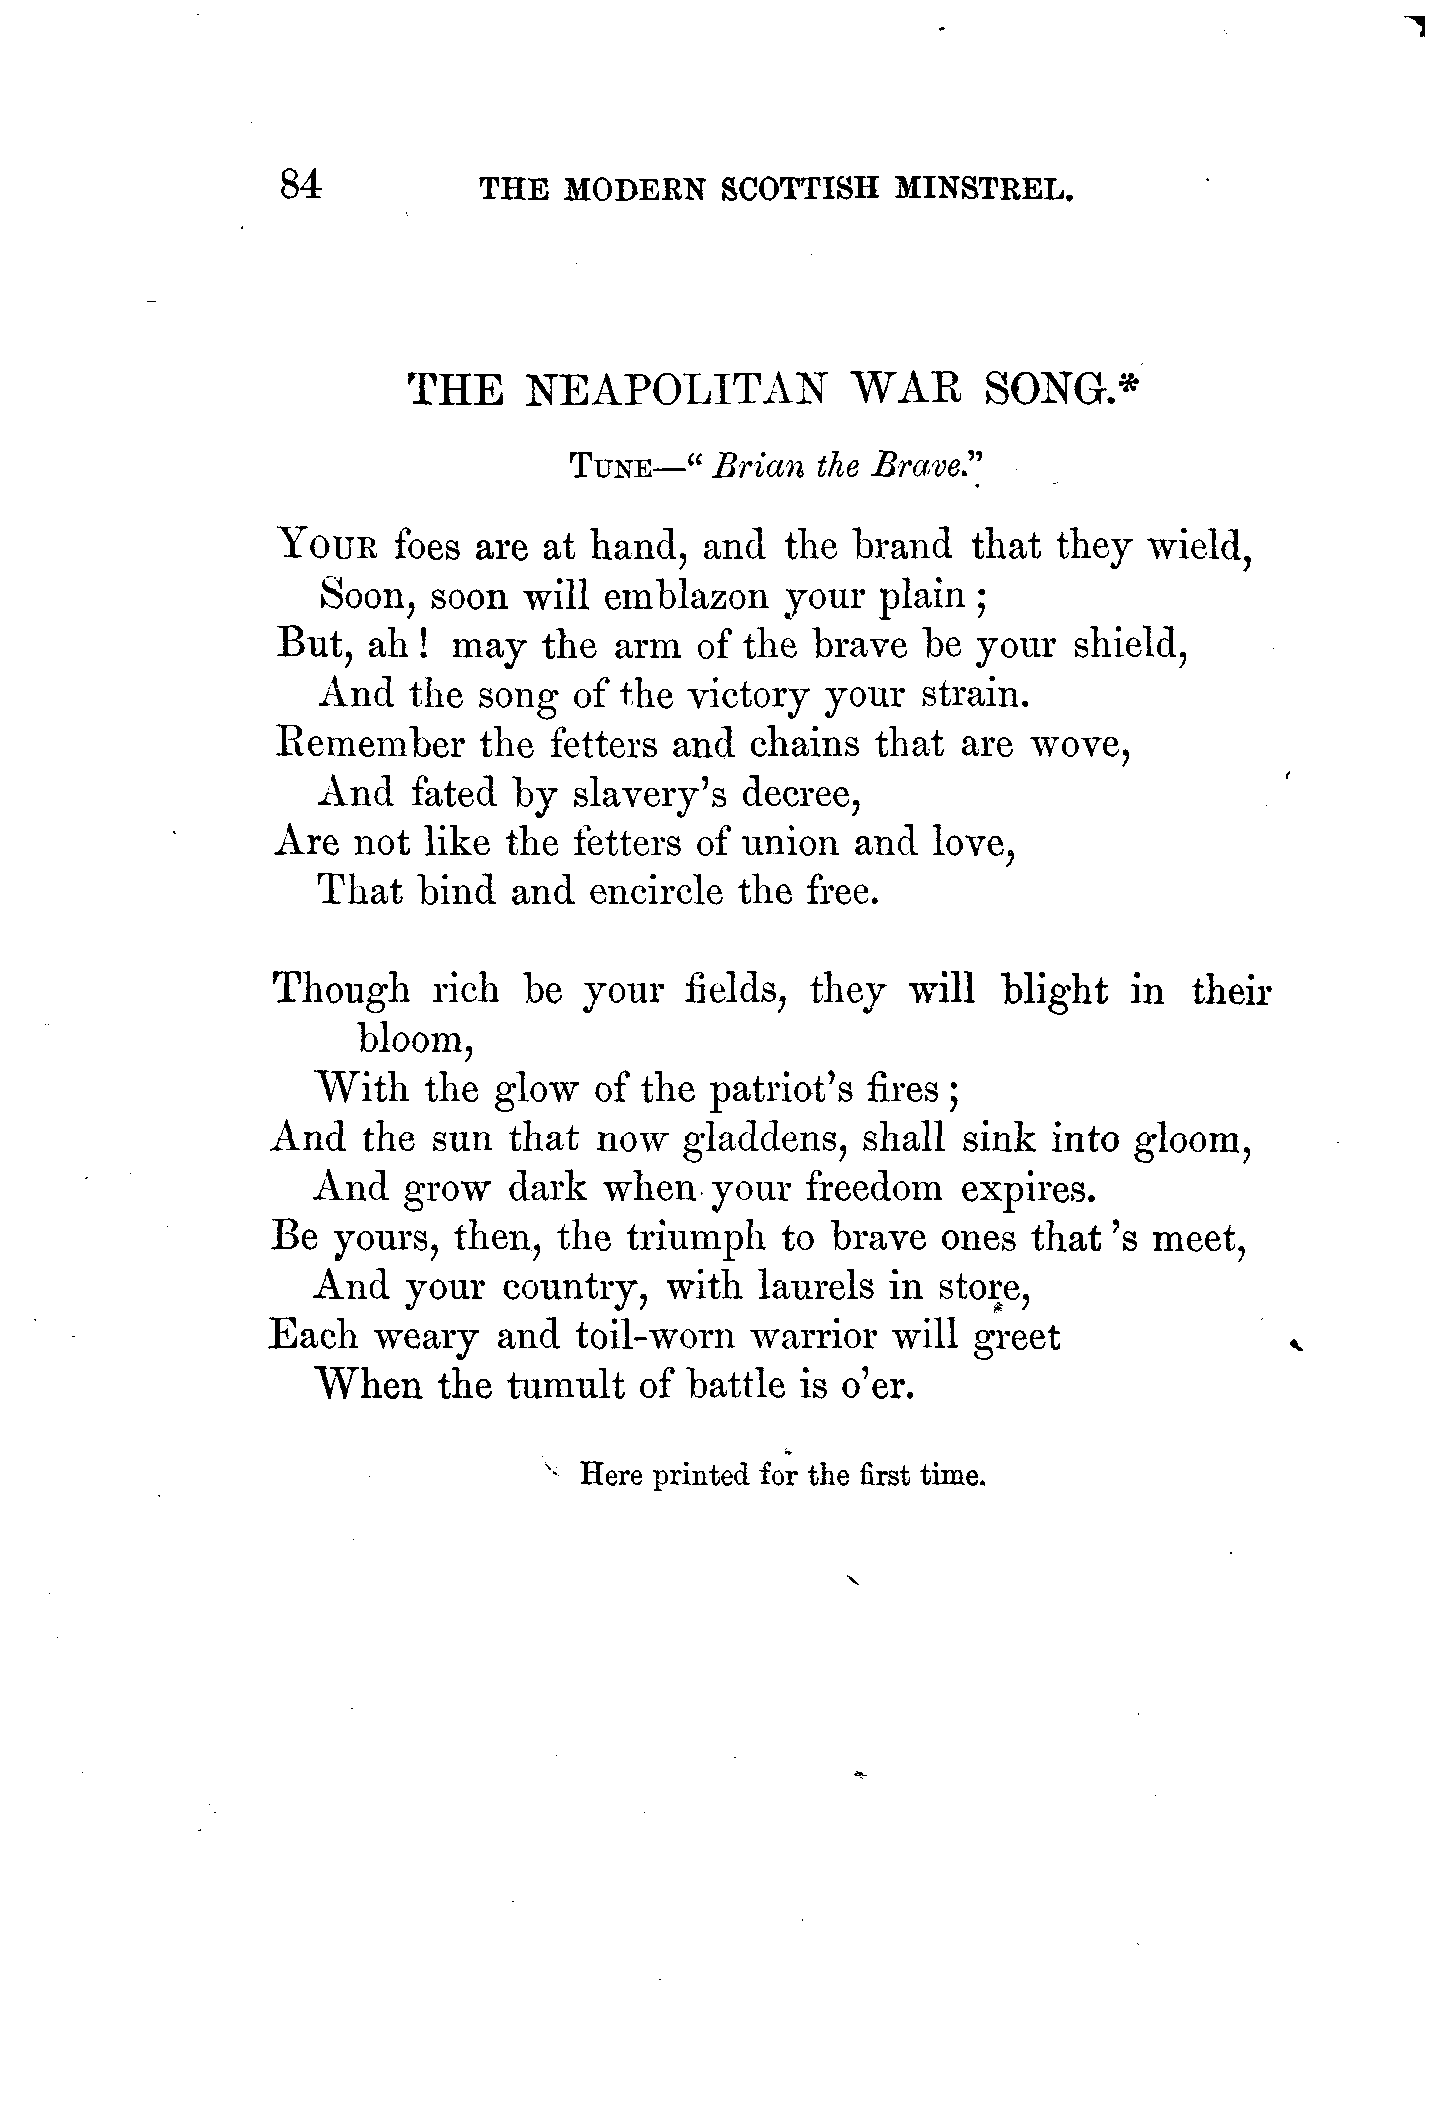 84 THE MODERN SCOTTISH MINSTREL.
THE NEAPOLITAN WAR SONG.*
TUNE—" Brian the Brave."
YOUR foes are at hand, and the brand that they wield,
Soon, soon will emblazon your plain ;
But, ah ! may the arm of the brave be your shield,
And the song of the victory your strain.
Remember the fetters and chains that are wove,
And fated by slavery's decree,
Are not like the fetters of union and love,
That bind and encircle the free.
Though rich be your fields, they will blight in their
bloom,
With the glow of the patriot's fires ;
And the sun that now gladdens, shall sink into gloom,
And grow dark when your freedom expires.
Be yours, then, the triumph to brave ones that 's meet,
And your country, with laurels in store,
Each weary and toil-worn warrior will greet
When the tumult of battle is o'er.
* Here printed for the first time.